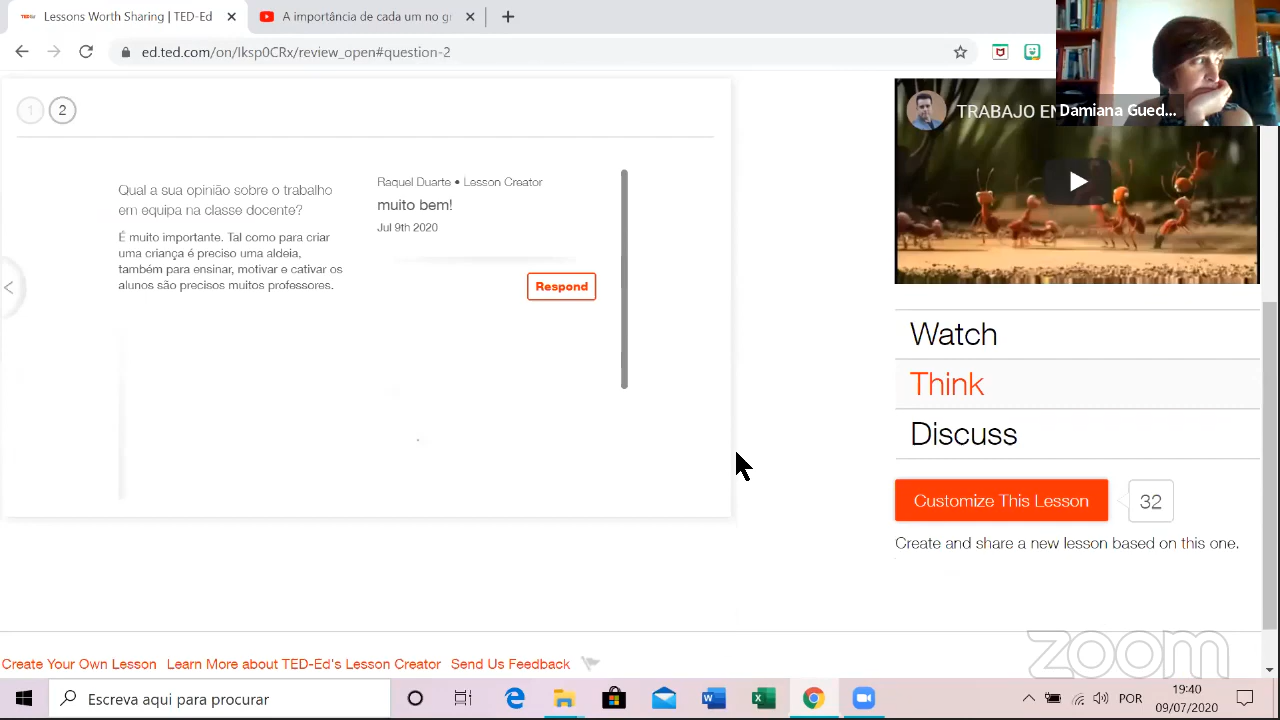 Lessons Worth Sharing | TED-Ed
A importância de cada um no gr
ed.ted.com/on/Iksp0CRx/review_open#question-2
1
2
Qual a sua opinião sobre o trabalho
em equipa na classe docente?
É muito importante. Tal como para criar
uma criança é preciso uma aldeia,
também para ensinar, motivar e cativar os
alunos são precisos muitos professores.
Raquel Duarte • Lesson Creator
muito bem!
Jul 9th 2020
Respond
TRABAJO EN
Damiana Gued...
Watch
Think
Discuss
Customize This Lesson
32
Create and share a new lesson based on this one.
Create Your Own Lesson
Learn More about TED-Ed's Lesson Creator
Send Us Feedback
zoom
Escreva aqui para procurar
POR
19:40
09/07/2020